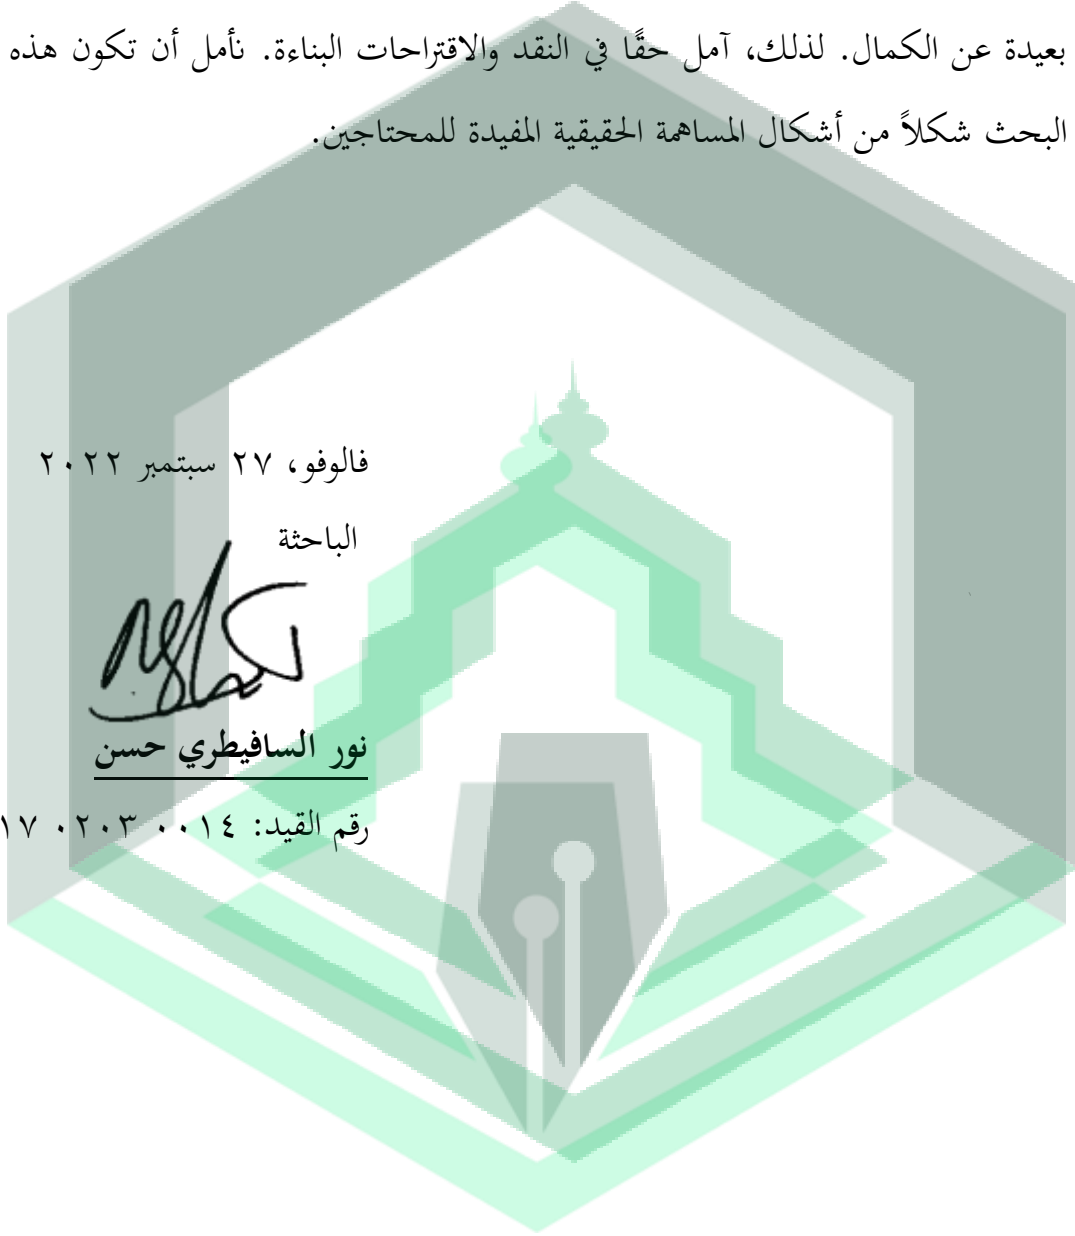 بعيدة عن الكمال. لذلك، آمل حقًا في النقد والاقتراحات البناءة. نأمل أن تكون هذه
البحث شكلاً من أشكال المساهمة الحقيقية المفيدة للمحتاجين.
فالوفو، ٢٧ سبتمبر ٢٠٢٢
الباحثة
نور السافيطري حسن
رقم القيد: ٠٠١٤ ٠٢٠٣ ١٧